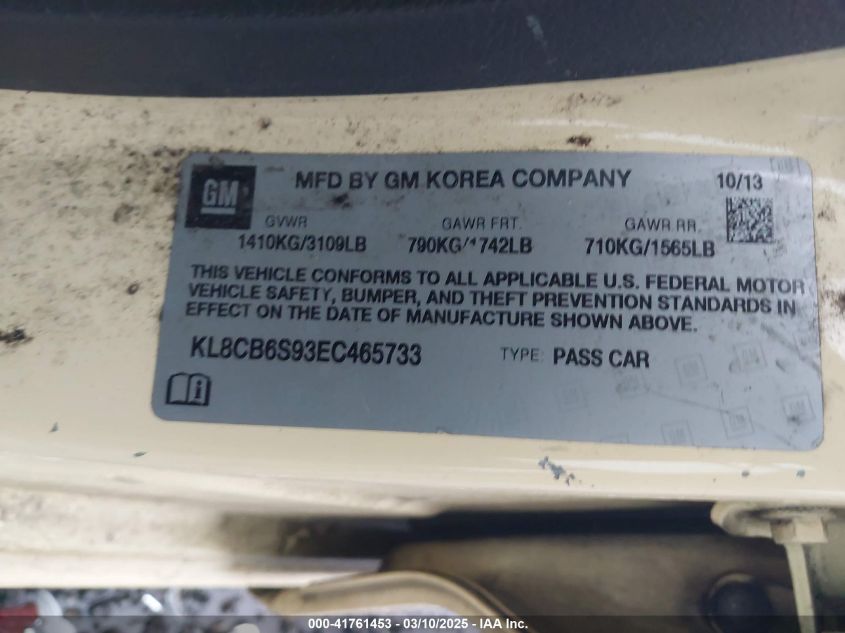 GM MFD BY GM KOREA COMPANY 10/13
GVWR GAWR FRT. GAWR RR.
1410KG/3109LB 790KG/1742LB 710KG/1565LB
THIS VEHICLE CONFORMS TO ALL APPLICABLE U.S. FEDERAL MOTOR
VEHICLE SAFETY, BUMPER, AND THEFT PREVENTION STANDARDS IN
EFFECT ON THE DATE OF MANUFACTURE SHOWN ABOVE.
KL8CB6S93EC465733 TYPE: PASS CAR
000-41761453 - 03/10/2025 - IAA Inc.